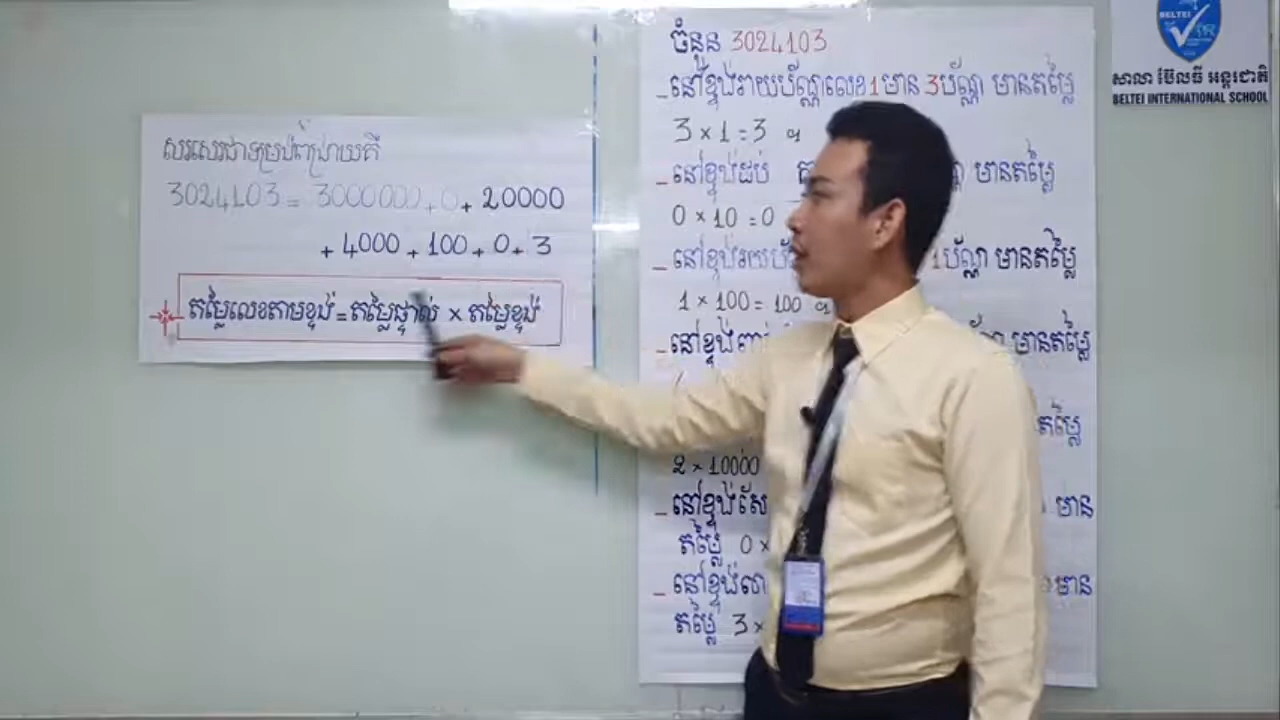 សរសេរជាទម្រង់ពង្រាយគឺ
3024103 = 3000000 + 0 + 20000
+ 4000 + 100 + 0 + 3
តម្លៃលេខតាមខ្ទង់ = តម្លៃផ្ទាល់ × តម្លៃខ្ទង់
ចំនួន 3024103
_ នៅខ្ទង់រាយប័ណ្ណលេខ 1 មាន 3 ប័ណ្ណ មានតម្លៃ
3 × 1 = 3 ។
_ នៅខ្ទង់ដប់ មានតម្លៃ
0 × 10 = 0
_ នៅខ្ទង់រយ 1 ប័ណ្ណ មានតម្លៃ
1 × 100 = 100 ។
_ នៅខ្ទង់ពាន់ មានតម្លៃ
តម្លៃ
2 × 10000
_ នៅខ្ទង់សែ មាន
តម្លៃ 0 ×
_ នៅខ្ទង់លា មាន
តម្លៃ 3 ×
BELTEI
សាលា ប៊ែលធី អន្តរជាតិ
BELTEI INTERNATIONAL SCHOOL